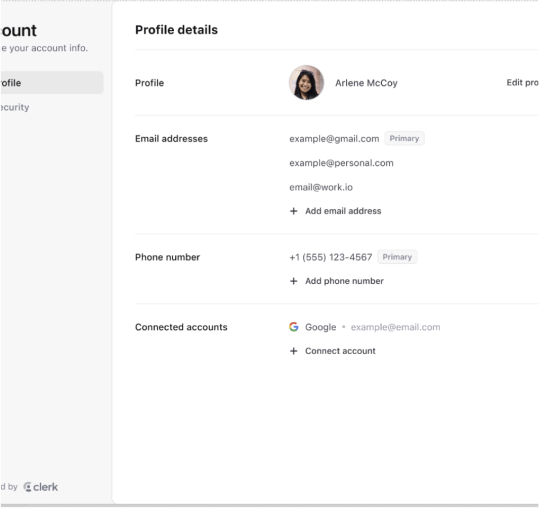 ount
e your account info.
rofile
ecurity
d by clerk
Profile details
Profile
Arlene McCoy
Edit pro
Email addresses
example@gmail.com Primary
example@personal.com
email@work.io
+ Add email address
Phone number
+1 (555) 123-4567 Primary
+ Add phone number
Connected accounts
Google • example@email.com
+ Connect account